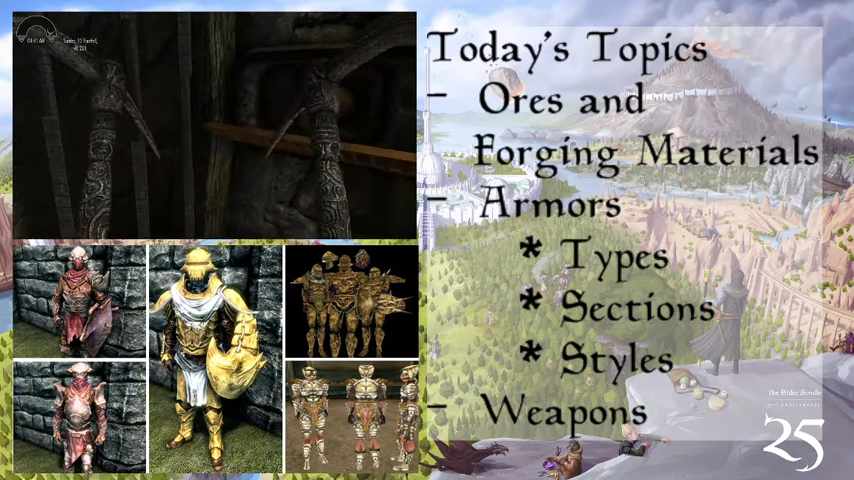 Today's Topics
- Ores and
Forging Materials
- Armors
* Types
* Sections
* Styles
- Weapons
The Elder Scrolls
25